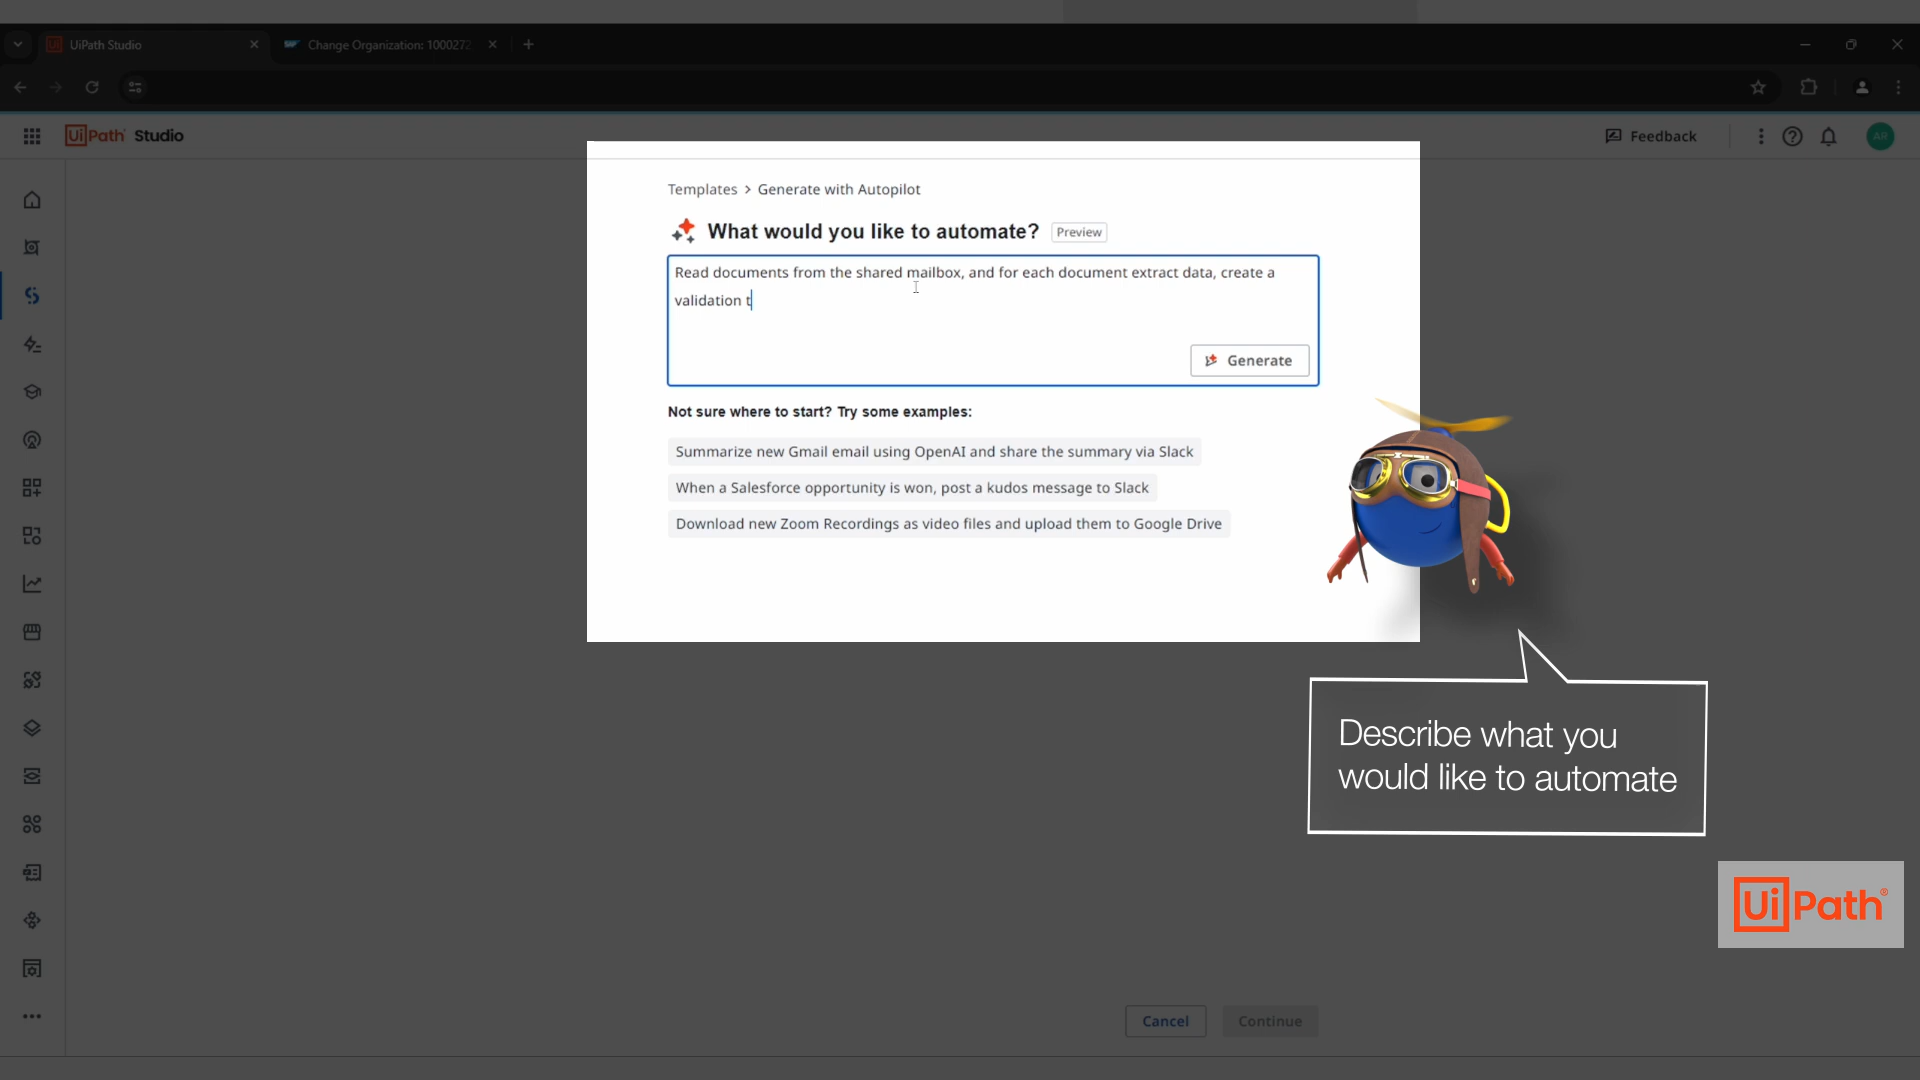 UiPath Studio
Change Organization: 1000272
UiPath Studio
Feedback
AR
Templates > Generate with Autopilot
What would you like to automate? Preview
Read documents from the shared mailbox, and for each document extract data, create a
validation t
Generate
Not sure where to start? Try some examples:
Summarize new Gmail email using OpenAI and share the summary via Slack
When a Salesforce opportunity is won, post a kudos message to Slack
Download new Zoom Recordings as video files and upload them to Google Drive
Describe what you
would like to automate
UiPath®
Cancel
Continue